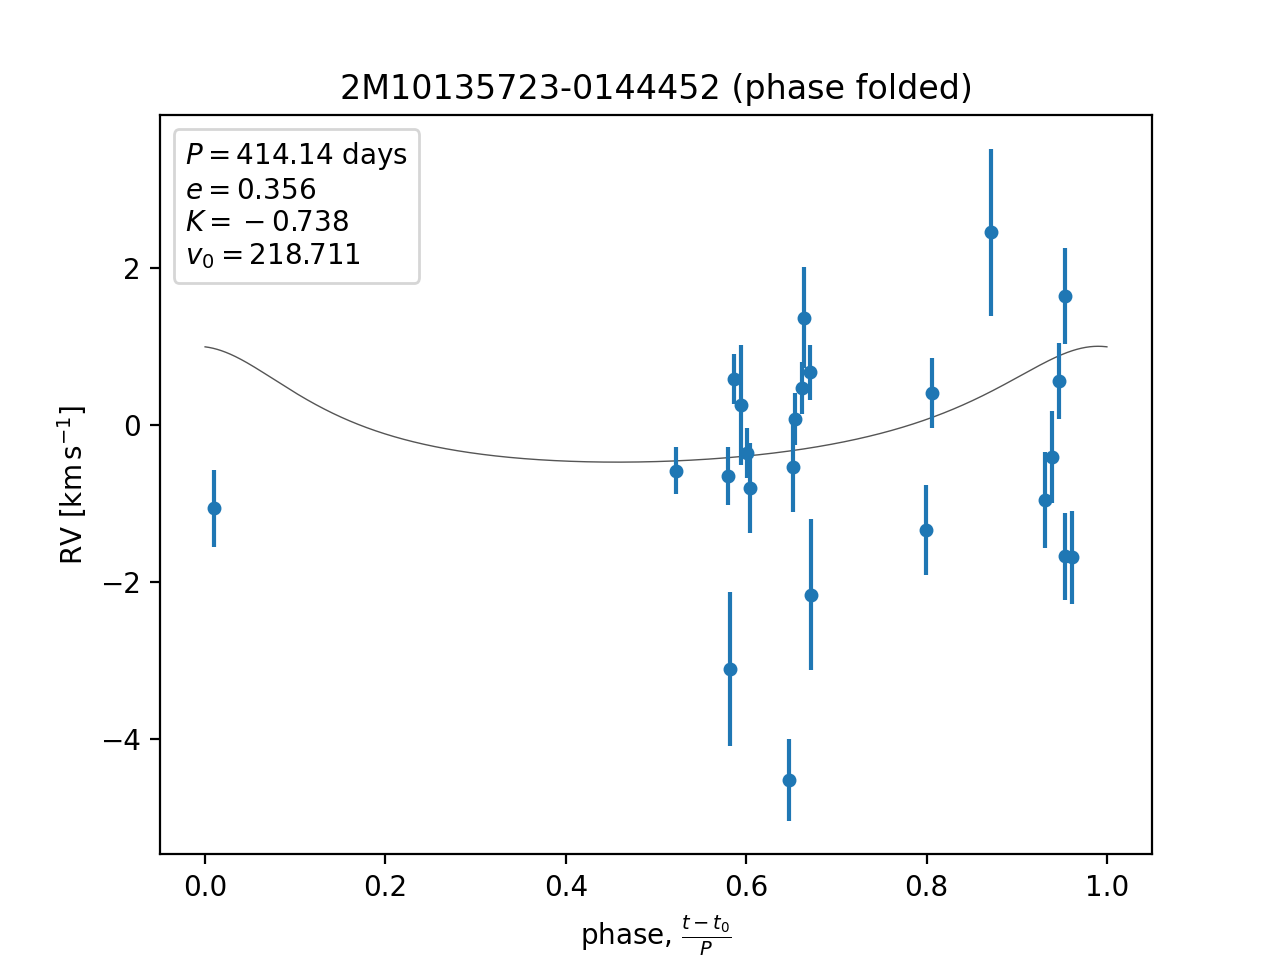 2M10135723-0144452 (phase folded)
P = 414.14 days
e = 0.356
K = −0.738
v₀ = 218.711
RV [km s⁻¹]
2
0
−2
−4
0.0 0.2 0.4 0.6 0.8 1.0
phase, (t − t₀)/P